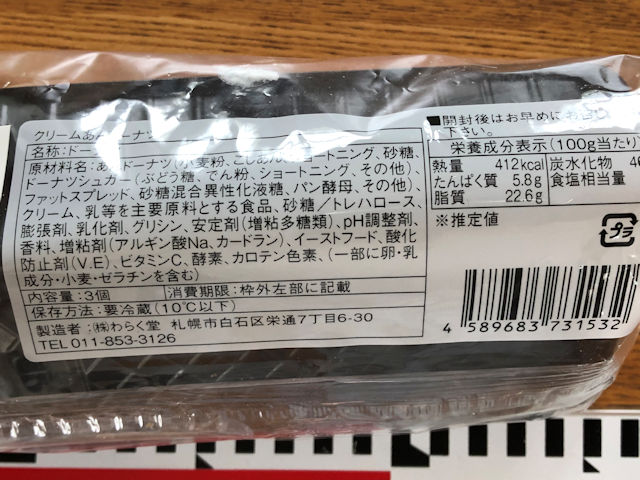 クリームあんドーナツ
名称:ドーナツ
原材料名:あんドーナツ(小麦粉、こしあん、ショートニング、砂糖、
ドーナツシュガー(ぶどう糖、でん粉、ショートニング、その他)、
ファットスプレッド、砂糖混合異性化液糖、パン酵母、その他)、
クリーム、乳等を主要原料とする食品、砂糖/トレハロース、
膨張剤、乳化剤、グリシン、安定剤(増粘多糖類)、pH調整剤、
香料、増粘剤(アルギン酸Na、カードラン)、イーストフード、酸化
防止剤(V.E)、ビタミンC、酵素、カロテン色素、(一部に卵・乳
成分・小麦・ゼラチンを含む)
内容量:3個 消費期限:枠外左部に記載
保存方法:要冷蔵(10℃以下)
製造者:㈱わらく堂 札幌市白石区栄通7丁目6-30
TEL011-853-3126
■開封後はお早めにお召
下さい。
栄養成分表示(100g当たり)
熱量 412kcal 炭水化物
たんぱく質 5.8g 食塩相当量
脂質 22.6g
※推定値
プラ
4 589683 731532